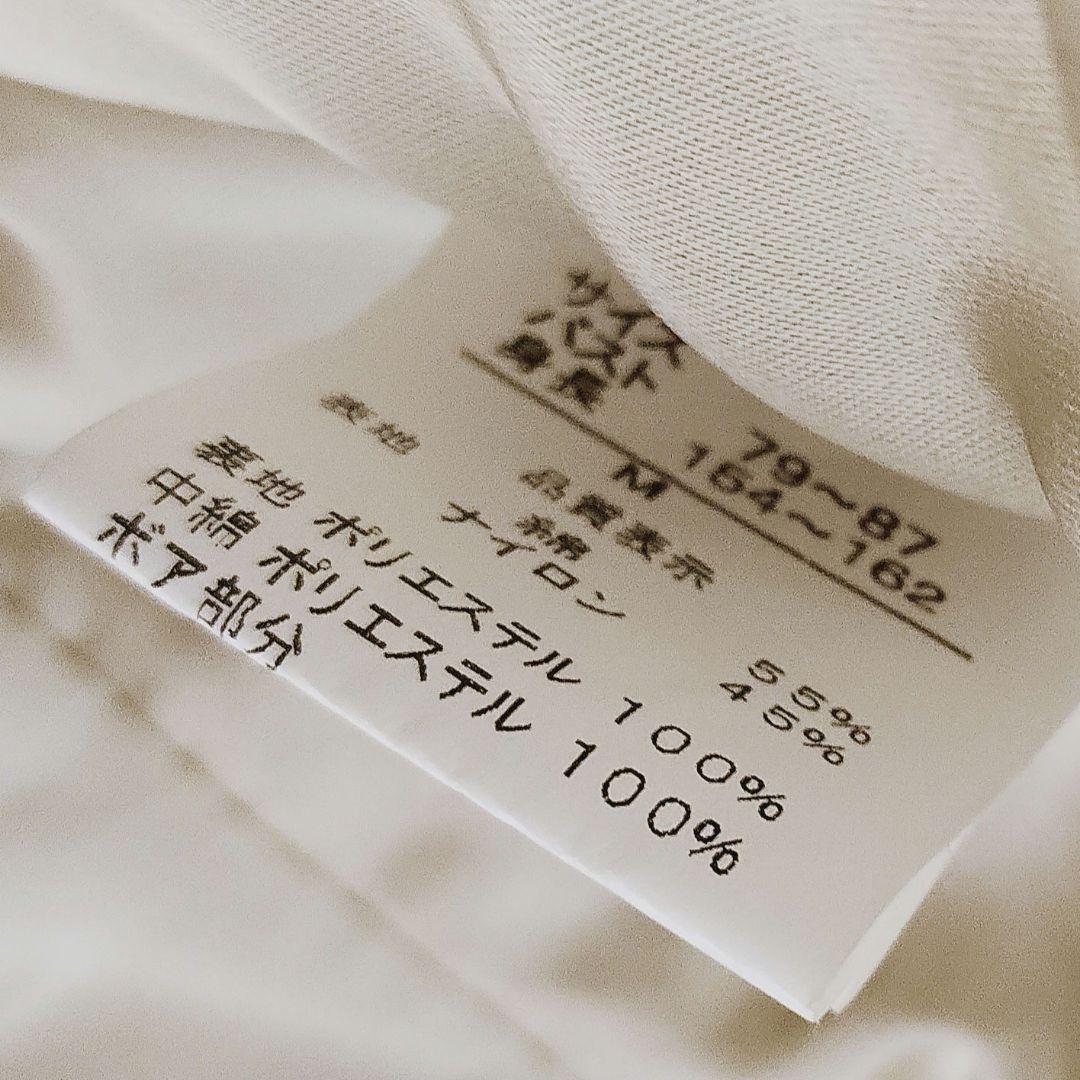 サイズ
バスト 79～87
身長 154～162
M
品質表示
表地 綿 55%
ナイロン 45%
裏地 ポリエステル 100%
中綿 ポリエステル 100%
ボア部分